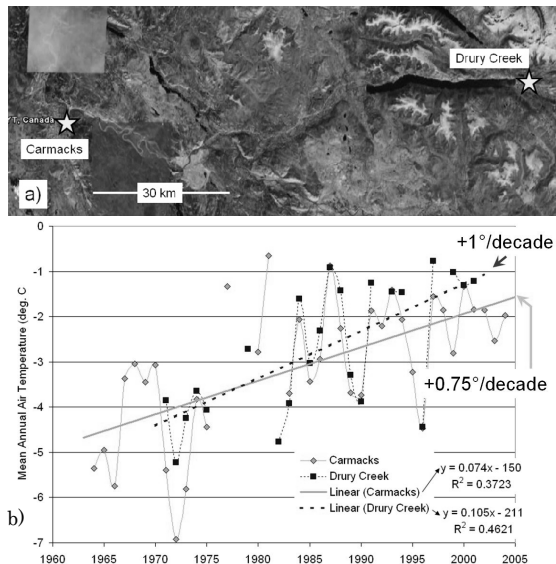 Drury Creek
YT, Canada
Carmacks
30 km
a)
+1°/decade
+0.75°/decade
Mean Annual Air Temperature (deg. C
0
-1
-2
-3
-4
-5
-6
-7
Carmacks
Drury Creek
Linear (Carmacks)
Linear (Drury Creek)
y = 0.074x - 150
R² = 0.3723
y = 0.105x - 211
R² = 0.4621
b)
1960 1965 1970 1975 1980 1985 1990 1995 2000 2005